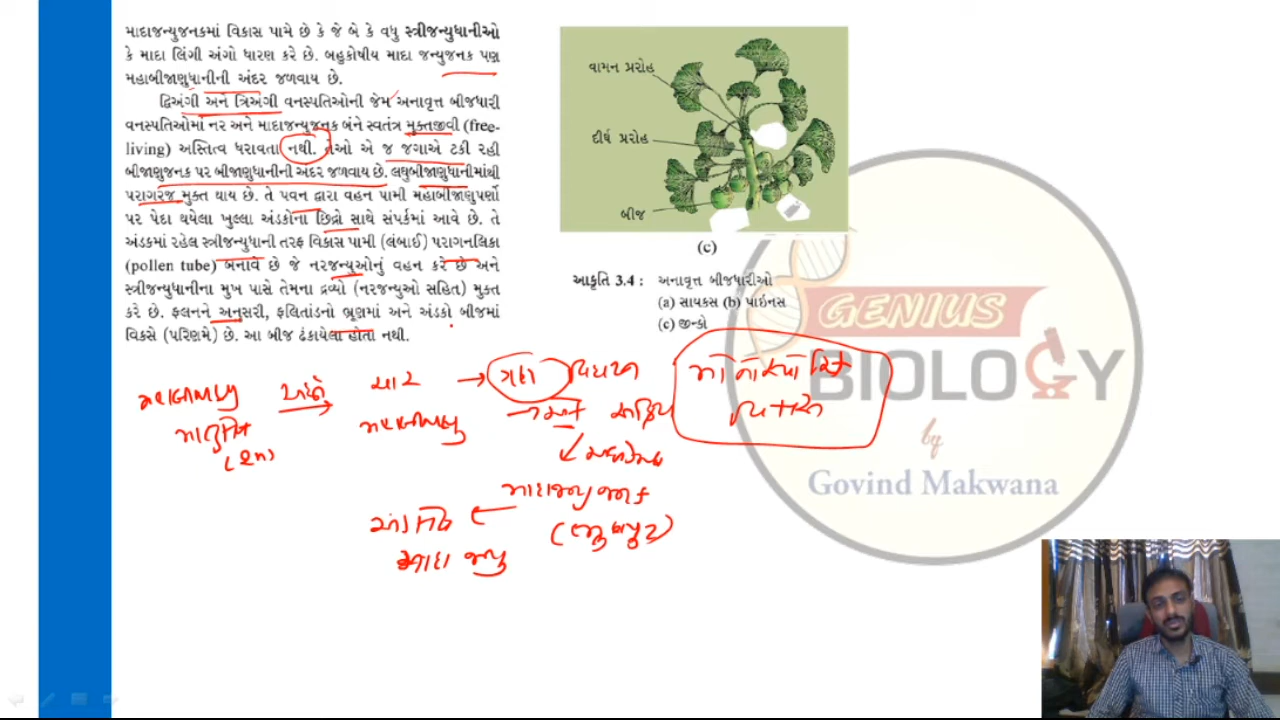 માદાજન્યુજનકમાં વિકાસ પામે છે કે જે બે કે વધુ સ્ત્રીજન્યુધાનીઓ
કે માદા લિંગી અંગો ધારણ કરે છે. બહુકોષીય માદા જન્યુજનક પણ
મહાબીજાણુધાનીની અંદર જળવાય છે.
દ્વિઅંગી અને ત્રિઅંગી વનસ્પતિઓની જેમ અનાવૃત્ત બીજધારી
વનસ્પતિઓમાં નર અને માદાજન્યુજનક બંને સ્વતંત્ર મુક્તજીવી (free-
living) અસ્તિત્વ ધરાવતા નથી. તેઓ એ જ જગાએ ટકી રહી
બીજાણુજનક પર બીજાણુધાનીની અંદર જળવાય છે. લઘુબીજાણુધાનીમાંથી
પરાગરજ મુક્ત થાય છે. તે પવન દ્વારા વહન પામી મહાબીજાણુપર્ણો
પર પેદા થયેલા ખુલ્લા અંડકોના છિદ્રો સાથે સંપર્કમાં આવે છે. તે
અંડકમાં રહેલ સ્ત્રીજન્યુધાની તરફ વિકાસ પામી (લંબાઈ) પરાગનલિકા
(pollen tube) બનાવે છે જે નરજન્યુઓનું વહન કરે છે અને
સ્ત્રીજન્યુધાનીના મુખ પાસે તેમના દ્રવ્યો (નરજન્યુઓ સહિત) મુક્ત
કરે છે. ફલનને અનુસરી, ફલિતાંડનો ભ્રૂણમાં અને અંડકો બીજમાં
વિકસે (પરિણમે) છે. આ બીજ ઢંકાયેલા હોતા નથી.
વામન પ્રરોહ
દીર્ઘ પ્રરોહ
બીજ
(c)
આકૃતિ 3.4 : અનાવૃત્ત બીજધારીઓ
(a) સાયકસ (b) પાઇનસ
(c) જીન્કો
GENIUS
BIOLOGY
by
Govind Makwana
ચાર